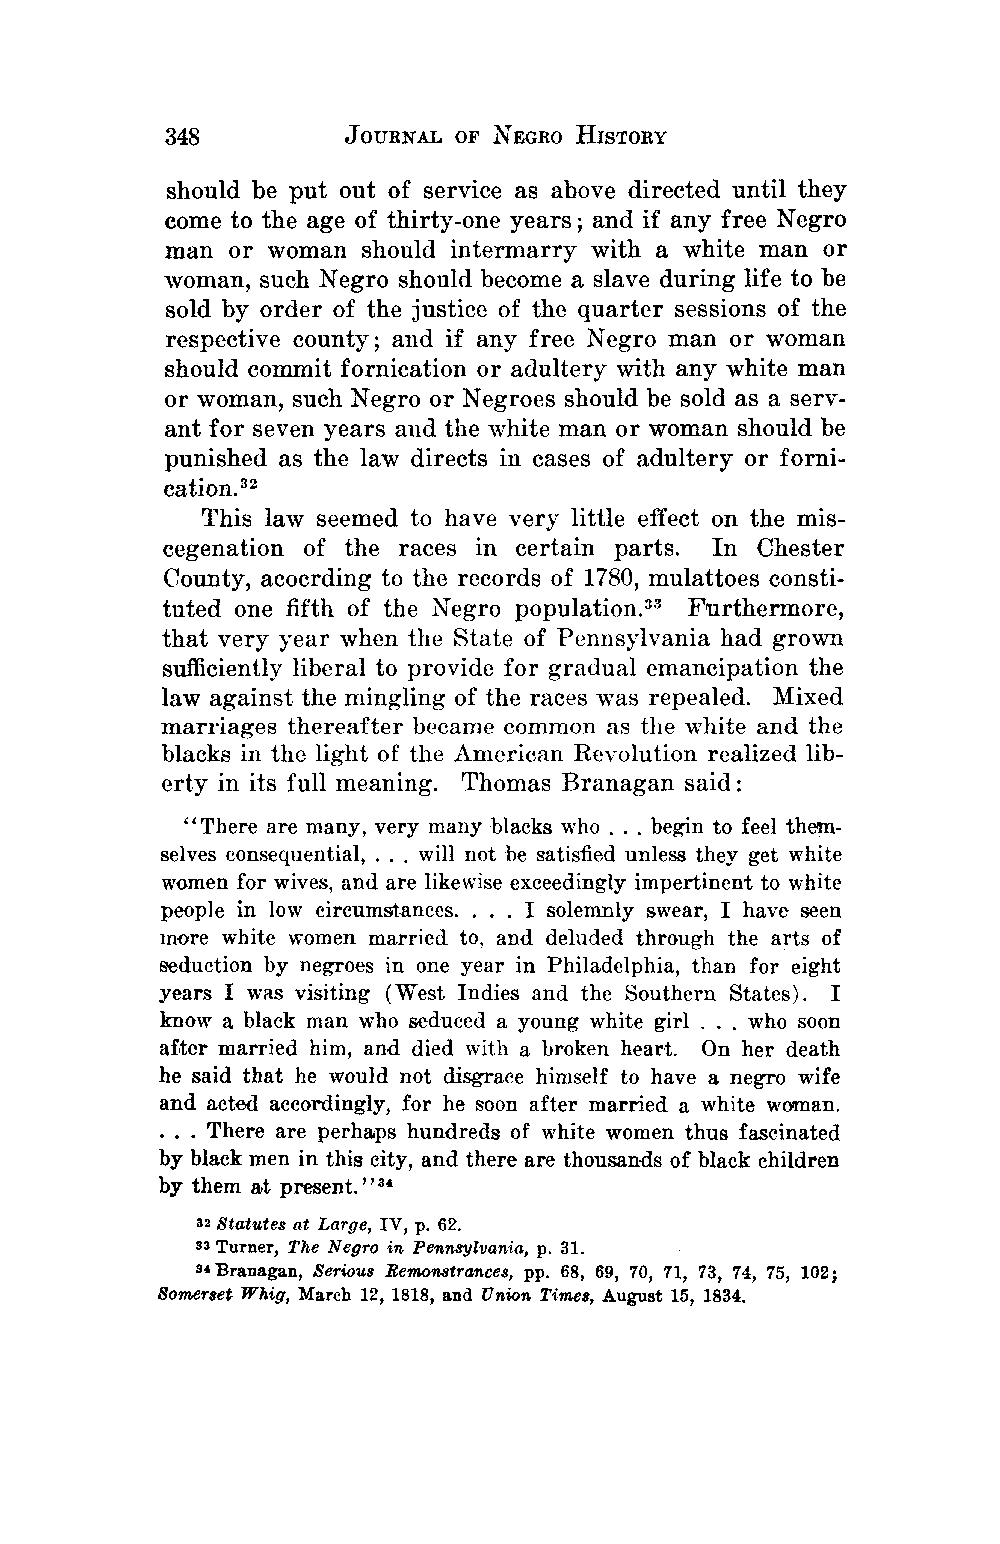 348 JOURNAL OF NEGRO HISTORY
should be put out of service as above directed until they
come to the age of thirty-one years; and if any free Negro
man or woman should intermarry with a white man or
woman, such Negro should become a slave during life to be
sold by order of the justice of the quarter sessions of the
respective county; and if any free Negro man or woman
should commit fornication or adultery with any white man
or woman, such Negro or Negroes should be sold as a serv-
ant for seven years and the white man or woman should be
punished as the law directs in cases of adultery or forni-
cation.³²
This law seemed to have very little effect on the mis-
cegenation of the races in certain parts. In Chester
County, acocrding to the records of 1780, mulattoes consti-
tuted one fifth of the Negro population.³³ Furthermore,
that very year when the State of Pennsylvania had grown
sufficiently liberal to provide for gradual emancipation the
law against the mingling of the races was repealed. Mixed
marriages thereafter became common as the white and the
blacks in the light of the American Revolution realized lib-
erty in its full meaning. Thomas Branagan said:
“There are many, very many blacks who . . . begin to feel them-
selves consequential, . . . will not be satisfied unless they get white
women for wives, and are likewise exceedingly impertinent to white
people in low circumstances. . . . I solemnly swear, I have seen
more white women married to, and deluded through the arts of
seduction by negroes in one year in Philadelphia, than for eight
years I was visiting (West Indies and the Southern States). I
know a black man who seduced a young white girl . . . who soon
after married him, and died with a broken heart. On her death
he said that he would not disgrace himself to have a negro wife
and acted accordingly, for he soon after married a white woman.
. . . There are perhaps hundreds of white women thus fascinated
by black men in this city, and there are thousands of black children
by them at present.”³⁴
³² Statutes at Large, IV, p. 62.
³³ Turner, The Negro in Pennsylvania, p. 31.
³⁴ Branagan, Serious Remonstrances, pp. 68, 69, 70, 71, 73, 74, 75, 102;
Somerset Whig, March 12, 1818, and Union Times, August 15, 1834.